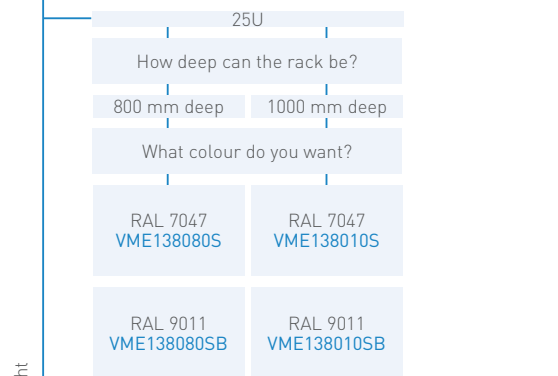 25U
How deep can the rack be?
800 mm deep
1000 mm deep
What colour do you want?
RAL 7047
VME138080S
RAL 7047
VME138010S
RAL 9011
VME138080SB
RAL 9011
VME138010SB
ht